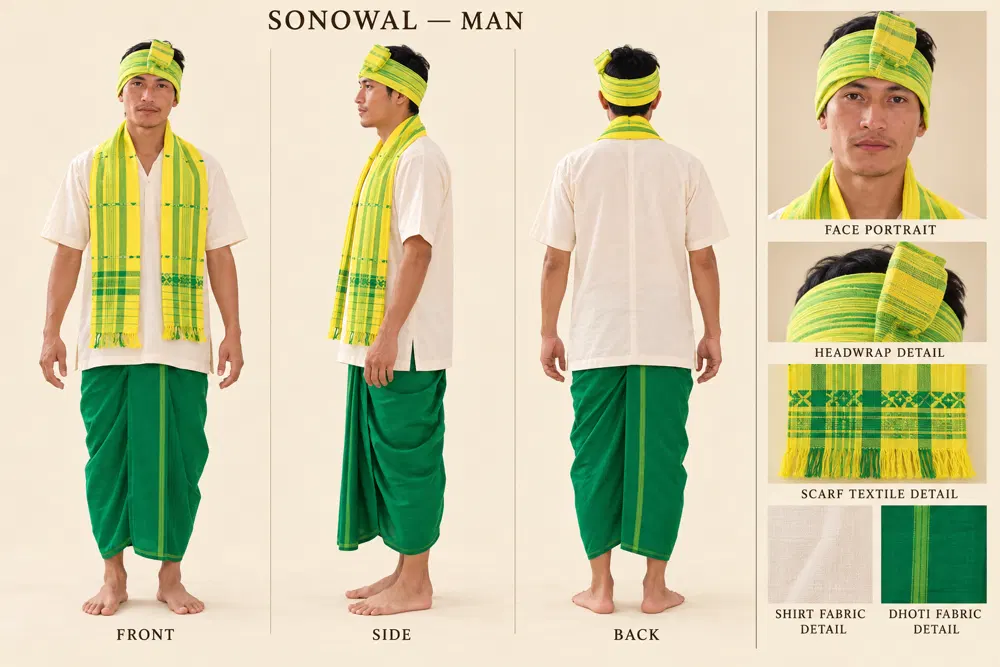 SONOWAL — MAN
FRONT
SIDE
BACK
FACE PORTRAIT
HEADWRAP DETAIL
SCARF TEXTILE DETAIL
SHIRT FABRIC
DETAIL
DHOTI FABRIC
DETAIL